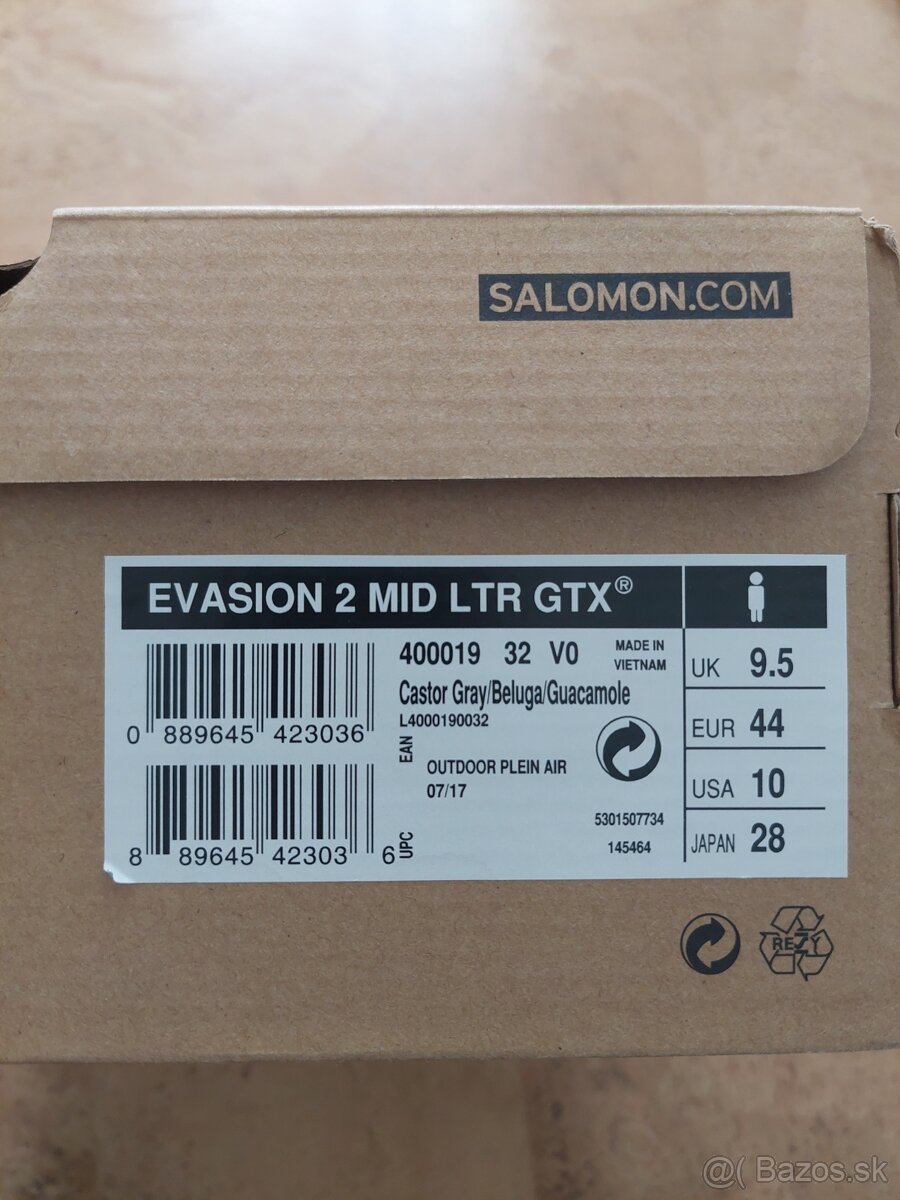 SALOMON.COM
EVASION 2 MID LTR GTX®
400019 32 V0
MADE IN
VIETNAM
Castor Gray/Beluga/Guacamole
L4000190032
0 889645 423036
EAN
OUTDOOR PLEIN AIR
07/17
5301507734
145464
8 89645 42303 6
UPC
UK 9.5
EUR 44
USA 10
JAPAN 28
REZY
@( Bazos.sk